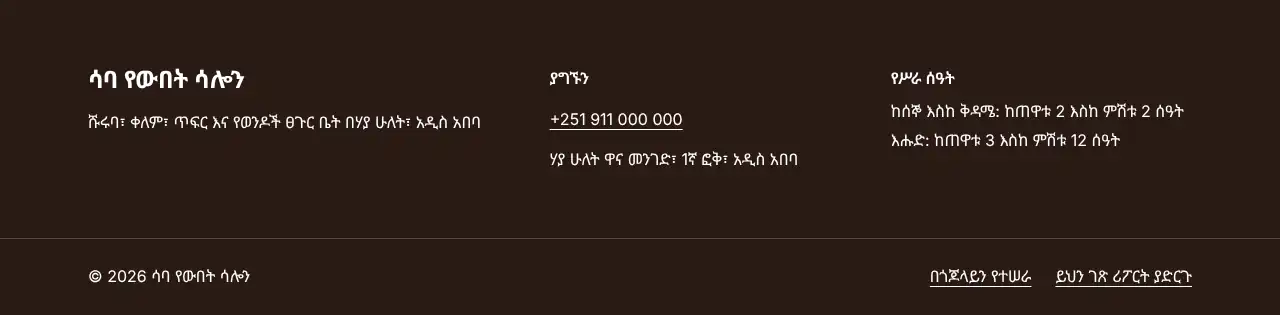 ሳባ የውበት ሳሎን
ሹሩባ፣ ቀለም፣ ጥፍር እና የወንዶች ፀጉር ቤት በሃያ ሁለት፣ አዲስ አበባ
ያግኙን
+251 911 000 000
ሃያ ሁለት ዋና መንገድ፣ 1ኛ ፎቅ፣ አዲስ አበባ
የሥራ ሰዓት
ከሰኞ እስከ ቅዳሜ: ከጠዋቱ 2 እስከ ምሽቱ 2 ሰዓት
እሑድ: ከጠዋቱ 3 እስከ ምሽቱ 12 ሰዓት
© 2026 ሳባ የውበት ሳሎን
በጎጆላይን የተሠራ
ይህን ገጽ ሪፖርት ያድርጉ